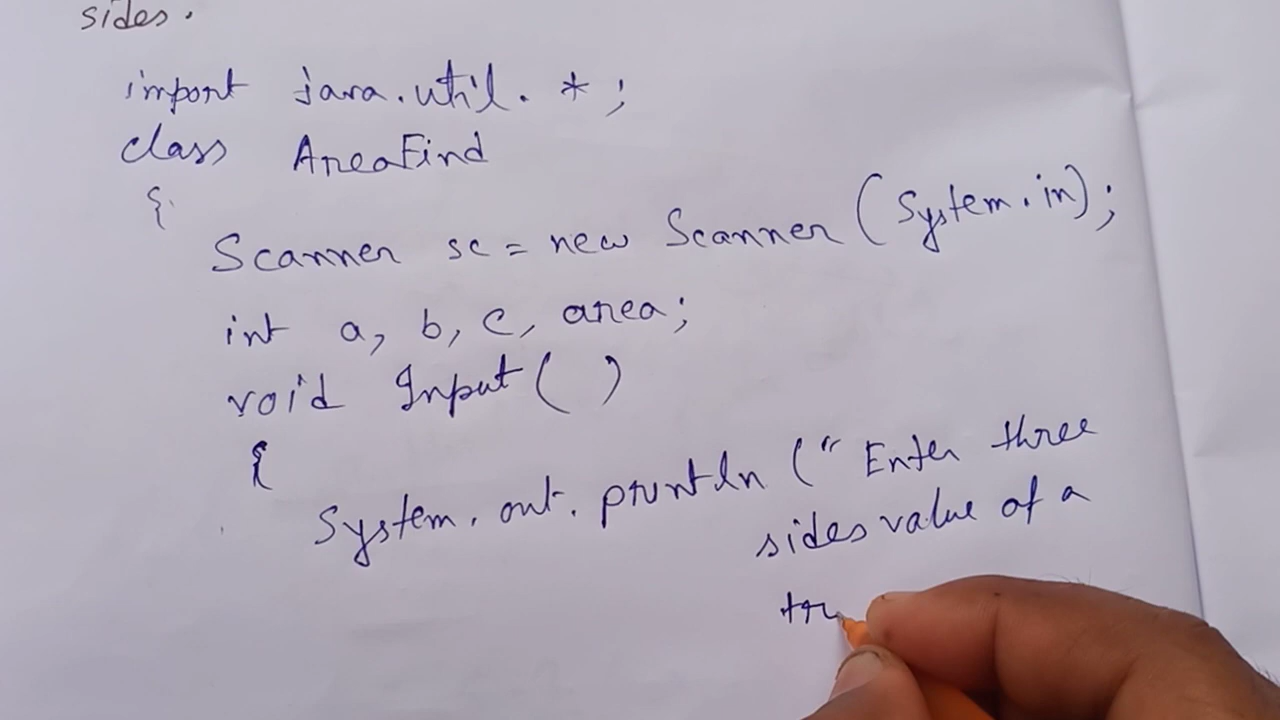 sides.
import java.util.*;
class AreaFind
{
Scanner sc = new Scanner (System.in);
int a, b, c, area;
void Input( )
{
System.out.println (" Enter three
sides value of a